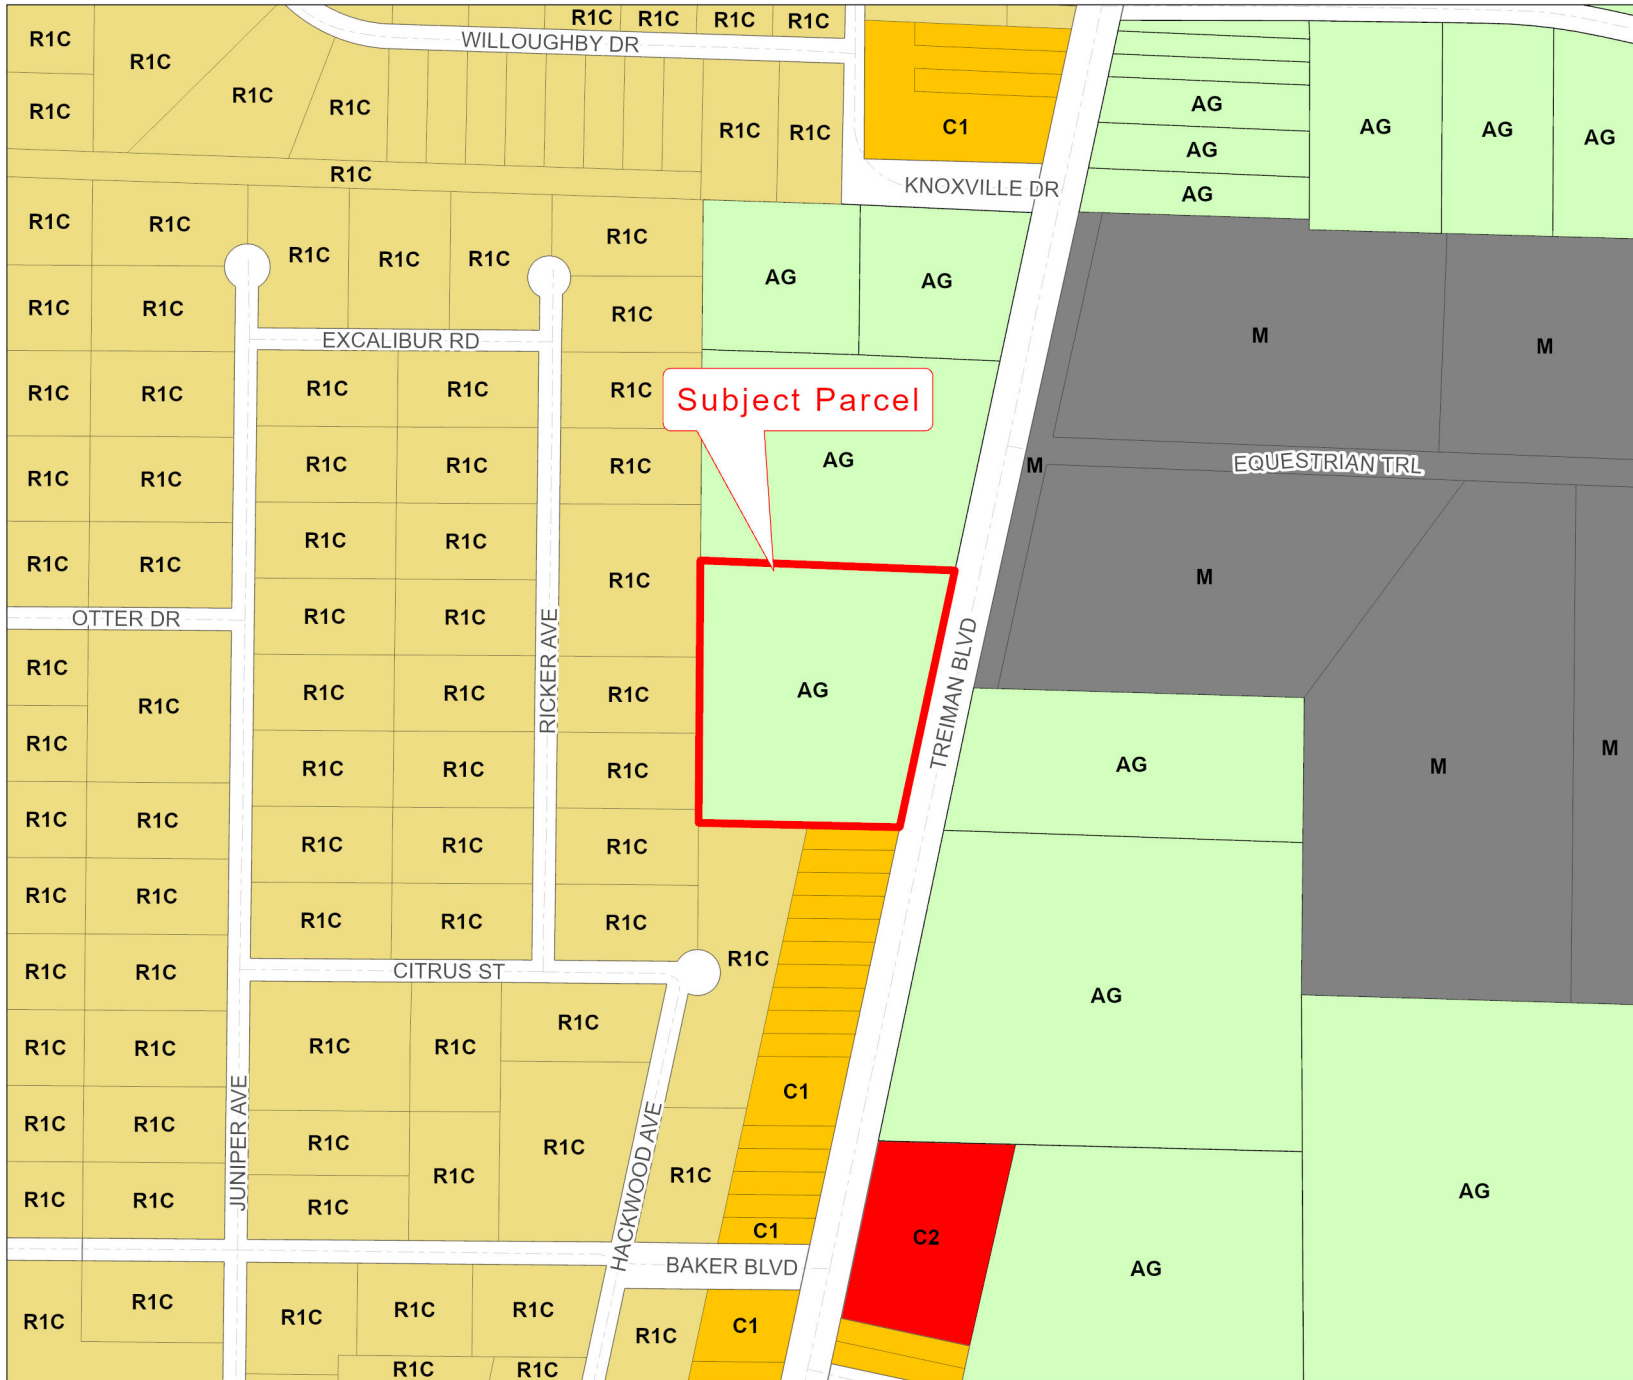 R1C R1C R1C R1C
R1C
WILLOUGHBY DR
R1C
R1C
R1C
R1C
AG
R1C
C1
AG
AG
AG
R1C
R1C
AG
R1C
KNOXVILLE DR
AG
R1C
R1C
R1C
R1C
R1C
R1C
R1C
AG
AG
R1C
R1C
R1C
M
M
EXCALIBUR RD
R1C
R1C
R1C
R1C
R1C
Subject Parcel
R1C
R1C
R1C
R1C
R1C
AG
M
EQUESTRIAN TRL
R1C
R1C
R1C
R1C
R1C
M
R1C
R1C
R1C
OTTER DR
RICKER AVE
TREIMAN BLVD
R1C
R1C
R1C
R1C
R1C
AG
R1C
R1C
R1C
R1C
R1C
AG
M
M
R1C
R1C
R1C
R1C
R1C
R1C
R1C
R1C
R1C
R1C
R1C
CITRUS ST
R1C
R1C
R1C
AG
R1C
R1C
R1C
R1C
R1C
JUNIPER AVE
HACKWOOD AVE
C1
R1C
R1C
R1C
R1C
R1C
R1C
R1C
R1C
R1C
AG
C1
C2
BAKER BLVD
AG
R1C
R1C
R1C
R1C
R1C
R1C
C1
R1C
R1C